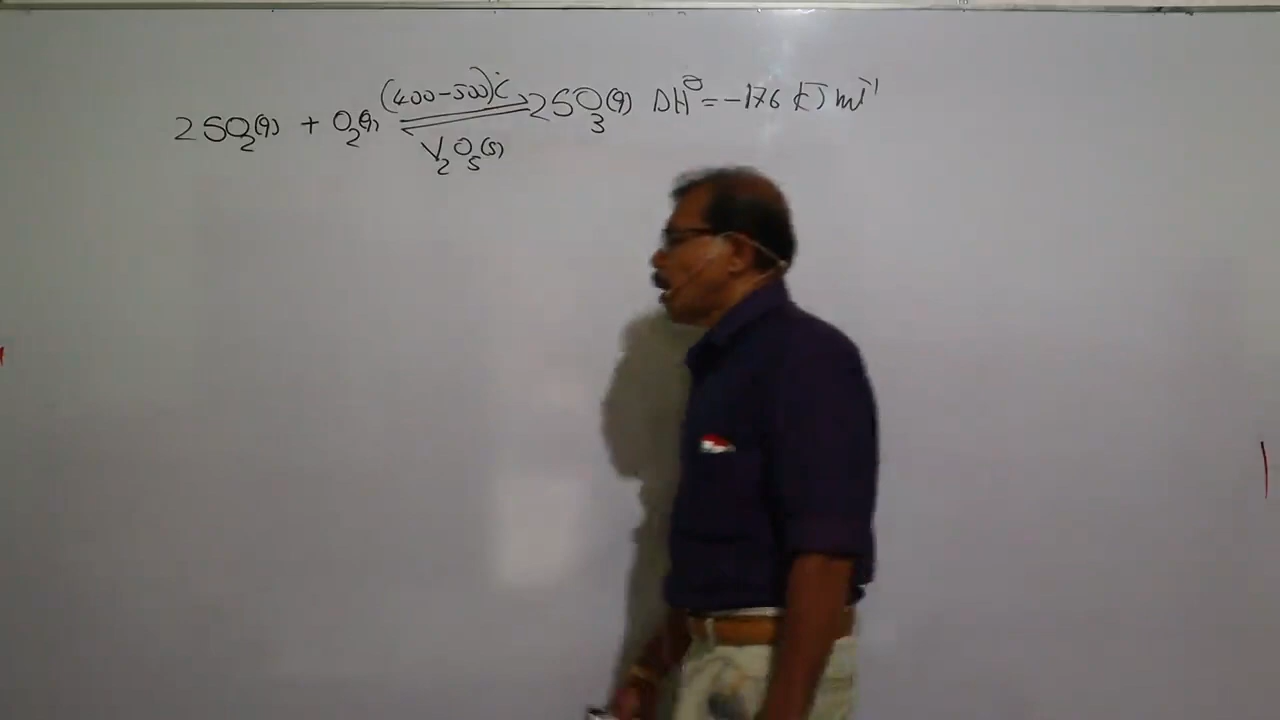 2SO₂(g) + O₂(g) (400-500)°C ⇌ V₂O₅(s) 2SO₃(g) ΔH^θ = -176 kJ mol⁻¹